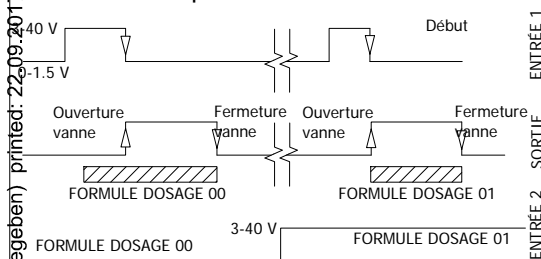 3-40 V
Début
0-1.5 V
ENTRÉE 1
Ouverture vanne
Fermeture vanne
Ouverture vanne
Fermeture vanne
SORTIE
FORMULE DOSAGE 00
FORMULE DOSAGE 01
3-40 V
FORMULE DOSAGE 00
FORMULE DOSAGE 01
ENTRÉE 2
egeben) printed: 22.09.201